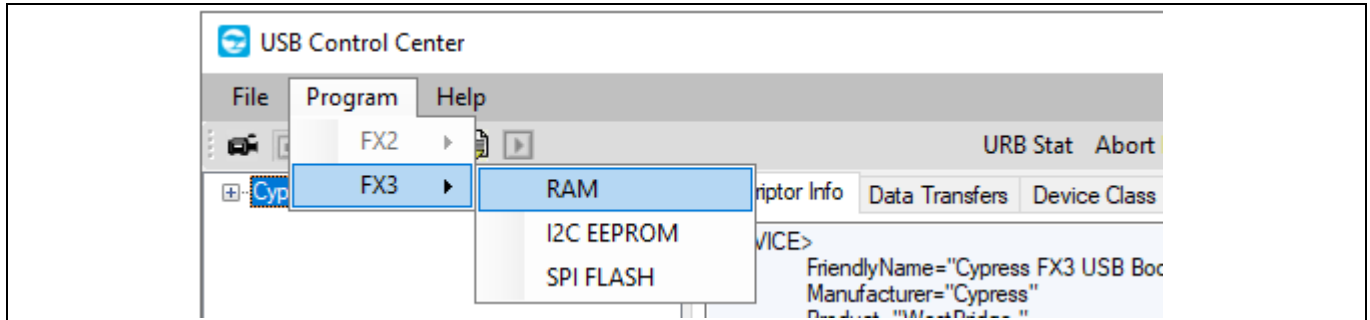 USB Control Center
File Program Help
FX2
URB Stat Abort
FX3
RAM
riptor Info Data Transfers Device Class
I2C EEPROM
VICE>
SPI FLASH
FriendlyName="Cypress FX3 USB Boo
Manufacturer="Cypress"